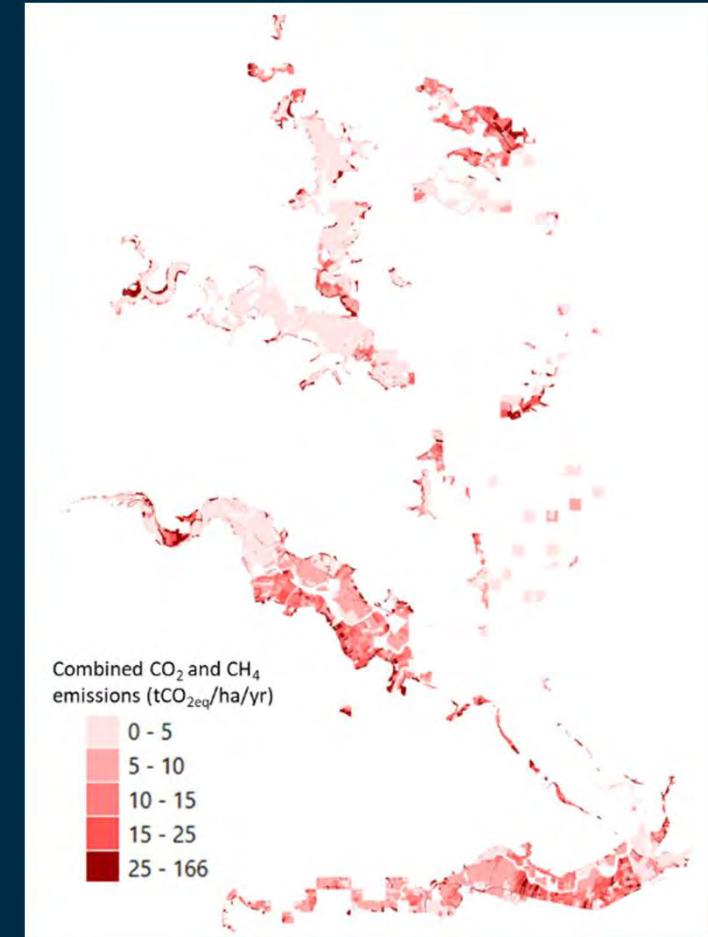 Combined CO₂ and CH₄
emissions (tCO₂eq/ha/yr)
0 - 5
5 - 10
10 - 15
15 - 25
25 - 166